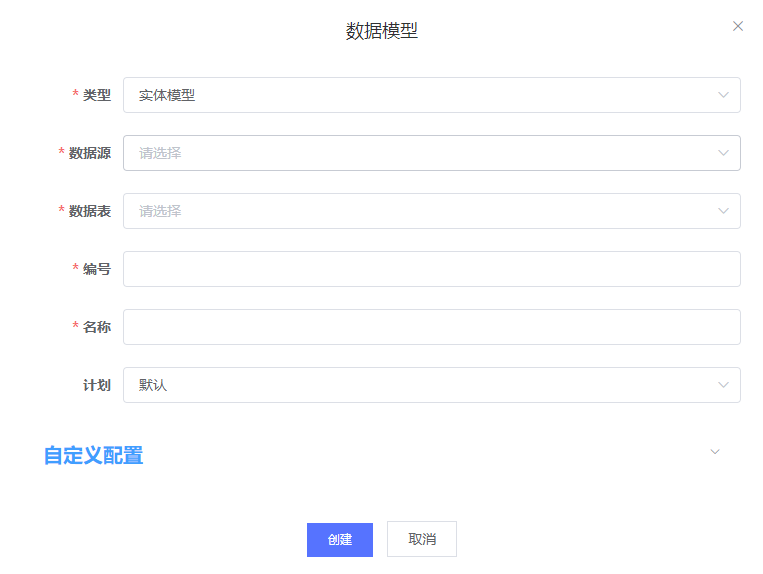 数据模型
* 类型 实体模型
* 数据源 请选择
* 数据表 请选择
* 编号
* 名称
计划 默认
自定义配置
创建 取消